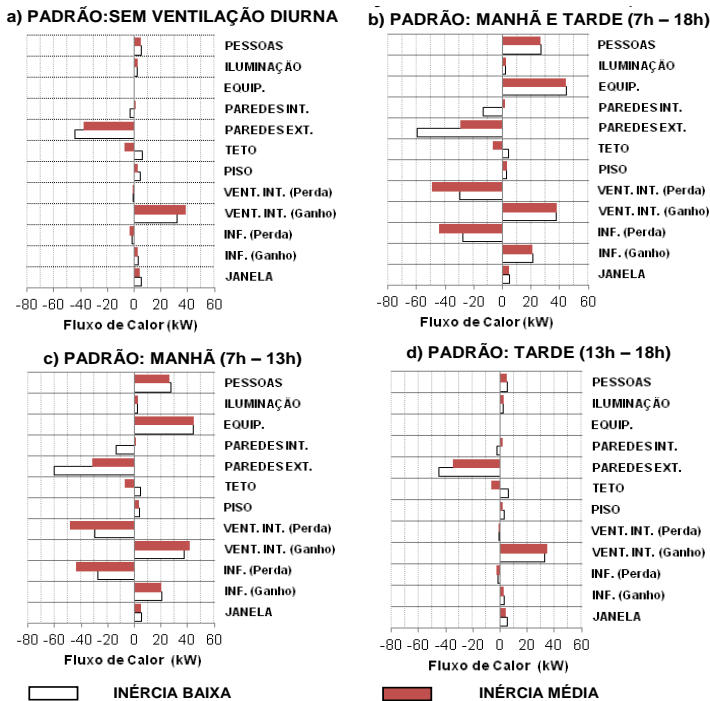 a) PADRÃO:SEM VENTILAÇÃO DIURNA
PESSOAS
ILUMINAÇÃO
EQUIP.
PAREDES INT.
PAREDES EXT.
TETO
PISO
VENT. INT. (Perda)
VENT. INT. (Ganho)
INF. (Perda)
INF. (Ganho)
JANELA
-80 -60 -40 -20 0 20 40 60
Fluxo de Calor (kW)
b) PADRÃO: MANHÃ E TARDE (7h – 18h)
PESSOAS
ILUMINAÇÃO
EQUIP.
PAREDES INT.
PAREDES EXT.
TETO
PISO
VENT. INT. (Perda)
VENT. INT. (Ganho)
INF. (Perda)
INF. (Ganho)
JANELA
-80 -60 -40 -20 0 20 40 60
Fluxo de Calor (kW)
c) PADRÃO: MANHÃ (7h – 13h)
PESSOAS
ILUMINAÇÃO
EQUIP.
PAREDES INT.
PAREDES EXT.
TETO
PISO
VENT. INT. (Perda)
VENT. INT. (Ganho)
INF. (Perda)
INF. (Ganho)
JANELA
-80 -60 -40 -20 0 20 40 60
Fluxo de Calor (kW)
d) PADRÃO: TARDE (13h – 18h)
PESSOAS
ILUMINAÇÃO
EQUIP.
PAREDES INT.
PAREDES EXT.
TETO
PISO
VENT. INT. (Perda)
VENT. INT. (Ganho)
INF. (Perda)
INF. (Ganho)
JANELA
-80 -60 -40 -20 0 20 40 60
Fluxo de Calor (kW)
INÉRCIA BAIXA
INÉRCIA MÉDIA